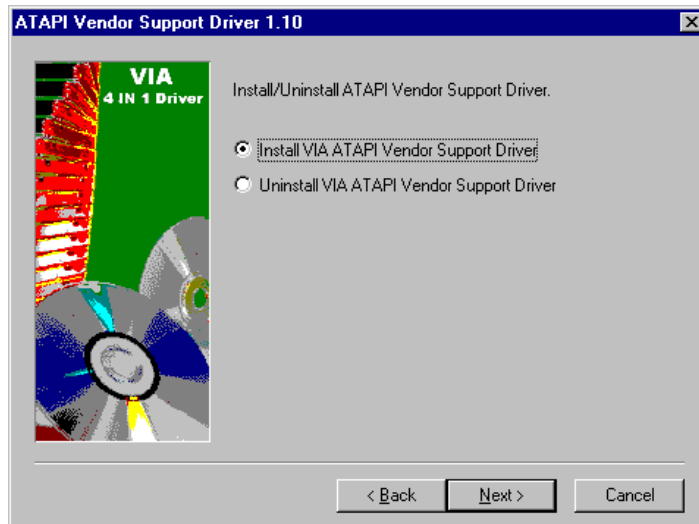 ATAPI Vendor Support Driver 1.10
VIA
4 IN 1 Driver
Install/Uninstall ATAPI Vendor Support Driver.
Install VIA ATAPI Vendor Support Driver
Uninstall VIA ATAPI Vendor Support Driver
< Back
Next >
Cancel